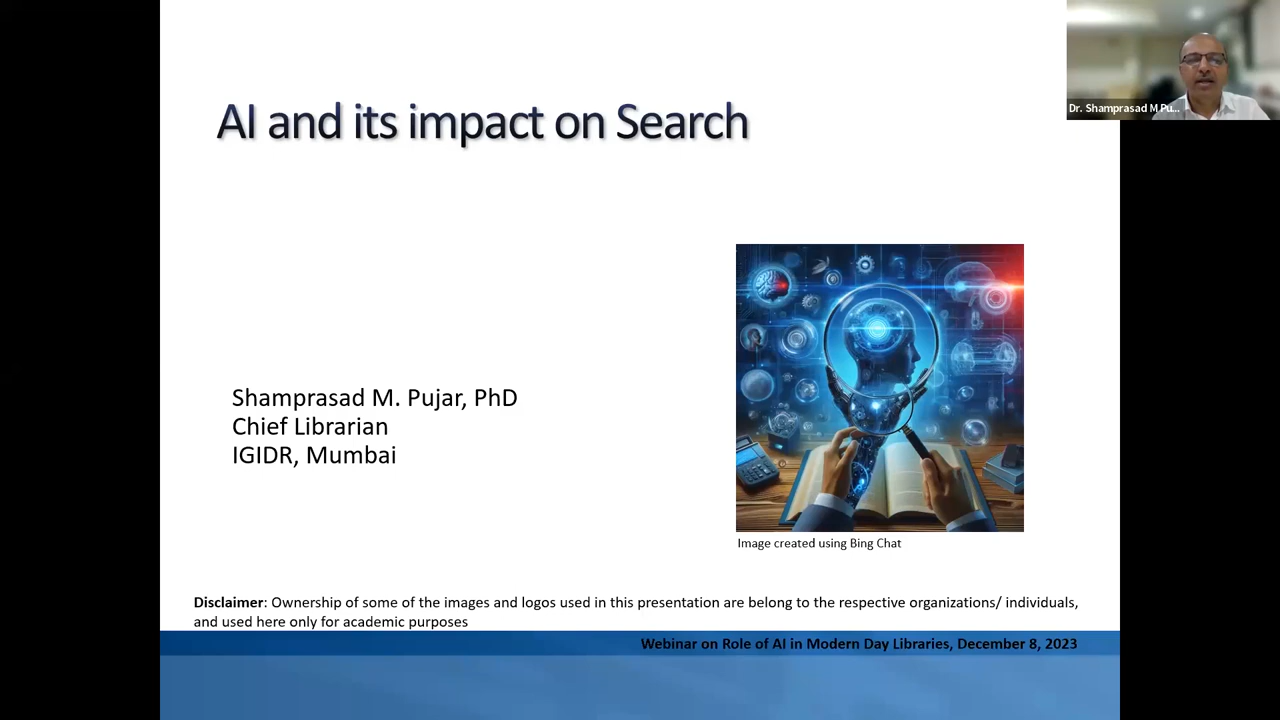 Dr. Shamprasad M Pu...
AI and its impact on Search
Shamprasad M. Pujar, PhD
Chief Librarian
IGIDR, Mumbai
Image created using Bing Chat
Disclaimer: Ownership of some of the images and logos used in this presentation are belong to the respective organizations/ individuals,
and used here only for academic purposes
Webinar on Role of AI in Modern Day Libraries, December 8, 2023